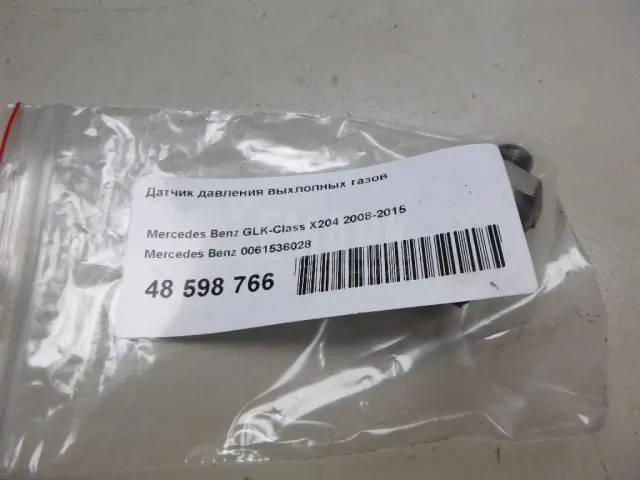 Датчик давления выхлопных газов
Mercedes Benz GLK-Class X204 2008-2015
Mercedes Benz 0061536028
48 598 766